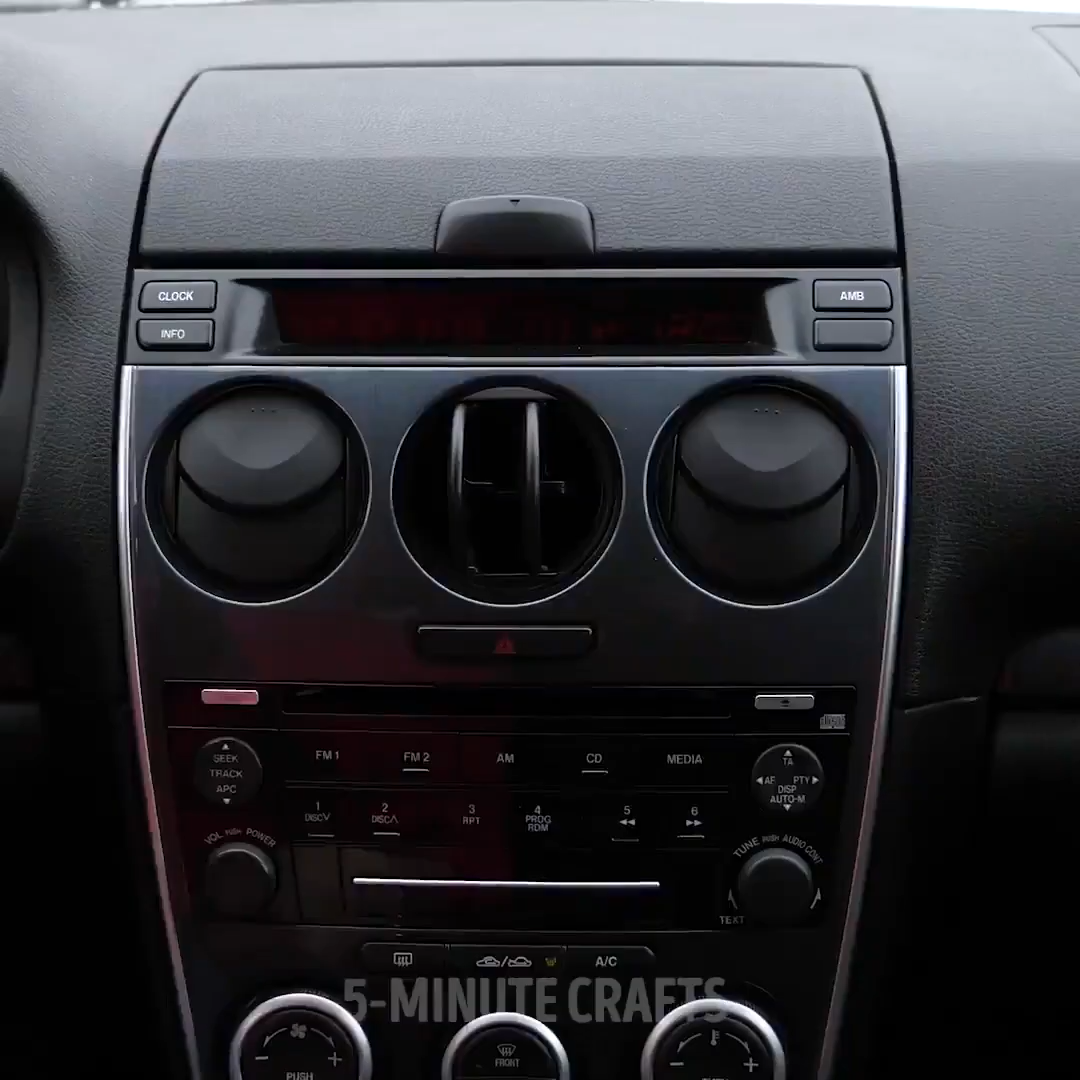 CLOCK
AMB
INFO
SEEK
TRACK
APC
FM 1
FM 2
AM
CD
MEDIA
TA
AF
PTY
DISP
AUTO-M
1
DISC
2
DISC
3
RPT
4
PROG
RDM
5
6
VOL PUSH POWER
TUNE PUSH AUDIO CONT
TEXT
A/C
5-MINUTE CRAFTS
FRONT
PUSH